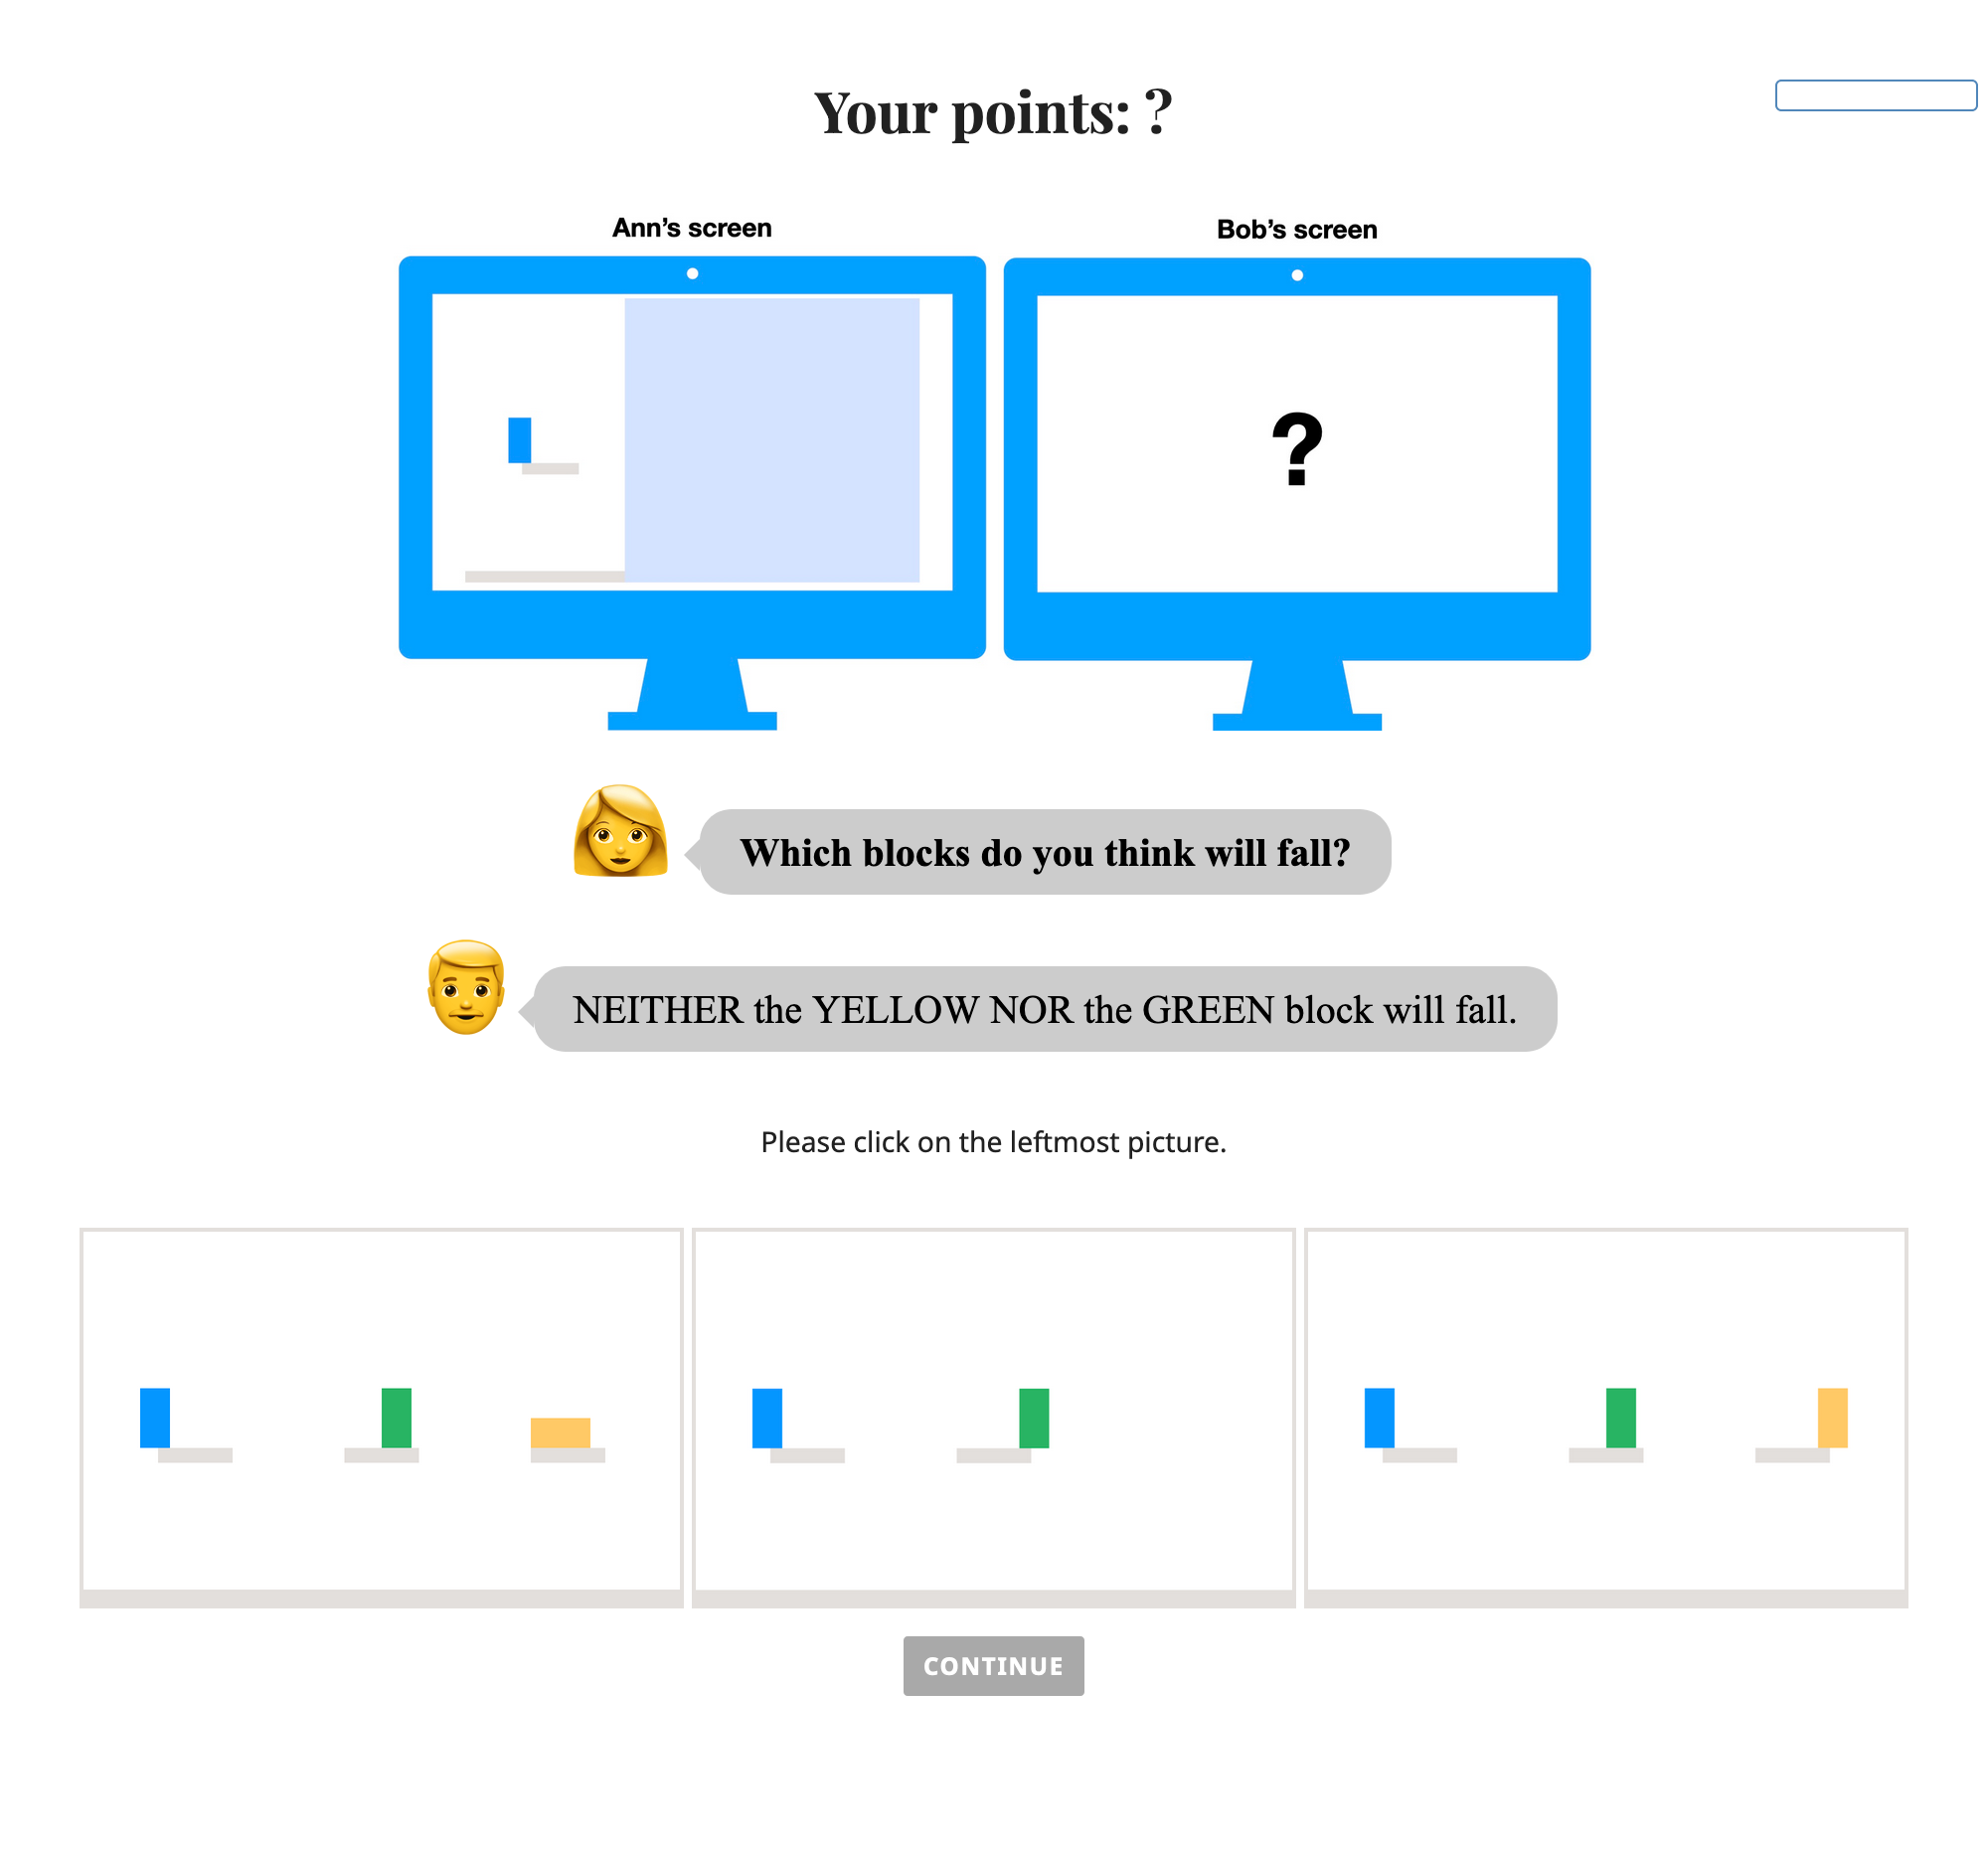 Your points: ?
Ann’s screen
Bob’s screen
?
Which blocks do you think will fall?
NEITHER the YELLOW NOR the GREEN block will fall.
Please click on the leftmost picture.
CONTINUE